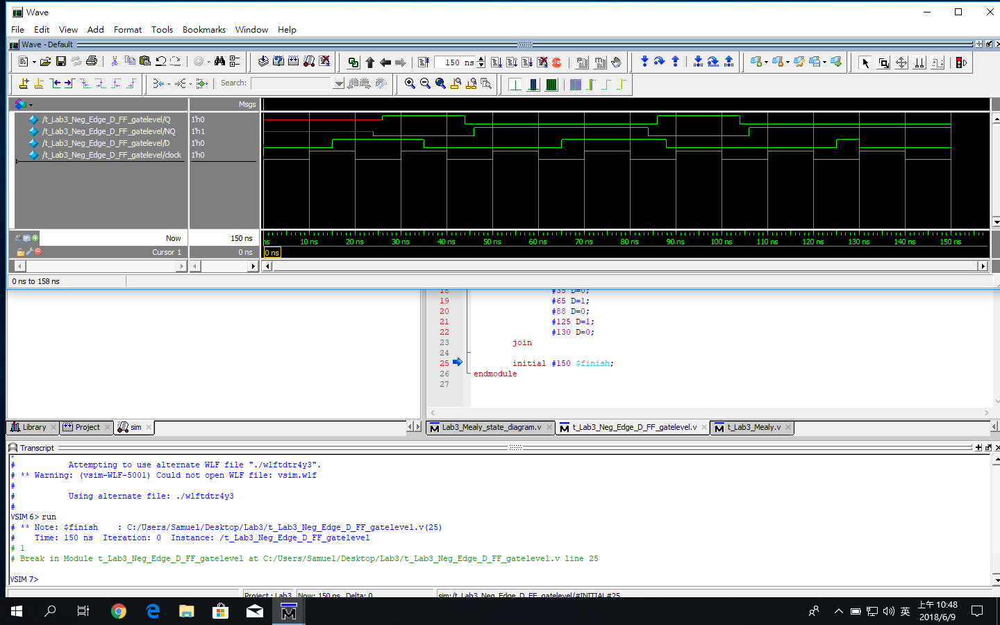 Wave
File Edit View Add Format Tools Bookmarks Window Help
Wave - Default
150 ns
Search:
Msgs
/t_Lab3_Neg_Edge_D_FF_gatelevel/Q 1'h0
/t_Lab3_Neg_Edge_D_FF_gatelevel/NQ 1'h1
/t_Lab3_Neg_Edge_D_FF_gatelevel/D 1'h0
/t_Lab3_Neg_Edge_D_FF_gatelevel/clock 1'h0
Now 150 ns
ns 10 ns 20 ns 30 ns 40 ns 50 ns 60 ns 70 ns 80 ns 90 ns 100 ns 110 ns 120 ns 130 ns 140 ns 150 ns
Cursor 1 0 ns 0 ns
0 ns to 158 ns
18 #35 D=0;
19 #65 D=1;
20 #88 D=0;
21 #125 D=1;
22 #130 D=0;
23 join
24
25 initial #150 $finish;
26 endmodule
27
Library Project sim Lab3_Mealy_state_diagram.v t_Lab3_Neg_Edge_D_FF_gatelevel.v t_Lab3_Mealy.v
Transcript
# Attempting to use alternate WLF file "./wlftdtr4y3".
# ** Warning: (vsim-WLF-5001) Could not open WLF file: vsim.wlf
#
# Using alternate file: ./wlftdtr4y3
#
VSIM 6> run
# ** Note: $finish : C:/Users/Samuel/Desktop/Lab3/t_Lab3_Neg_Edge_D_FF_gatelevel.v(25)
# Time: 150 ns Iteration: 0 Instance: /t_Lab3_Neg_Edge_D_FF_gatelevel
# 1
# Break in Module t_Lab3_Neg_Edge_D_FF_gatelevel at C:/Users/Samuel/Desktop/Lab3/t_Lab3_Neg_Edge_D_FF_gatelevel.v line 25
VSIM 7>
Project : Lab3 Now: 150 ns Delta: 0 sim:/t_Lab3_Neg_Edge_D_FF_gatelevel/#INITIAL#25
英 上午 10:48
2018/6/9